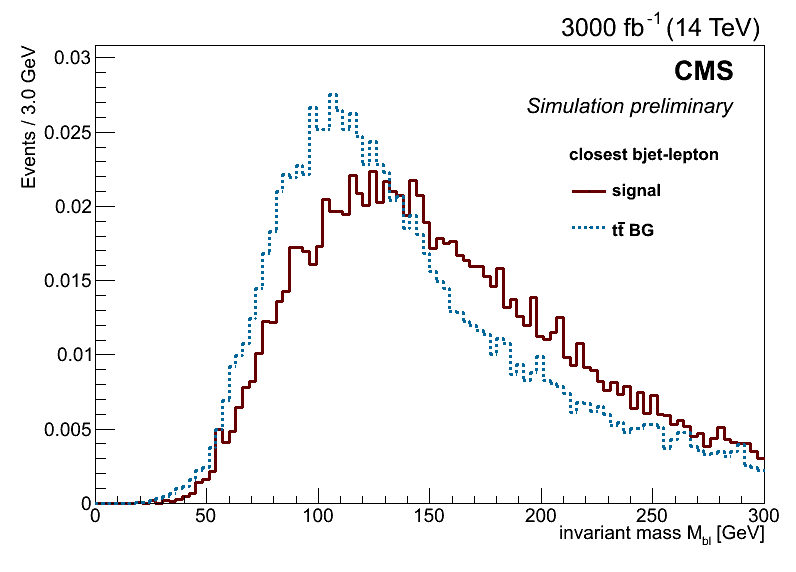 3000 fb⁻¹ (14 TeV)
Events / 3.0 GeV
0.03
0.025
0.02
0.015
0.01
0.005
0
CMS
Simulation preliminary
closest bjet-lepton
signal
tt̄ BG
0 50 100 150 200 250 300
invariant mass M_bl [GeV]